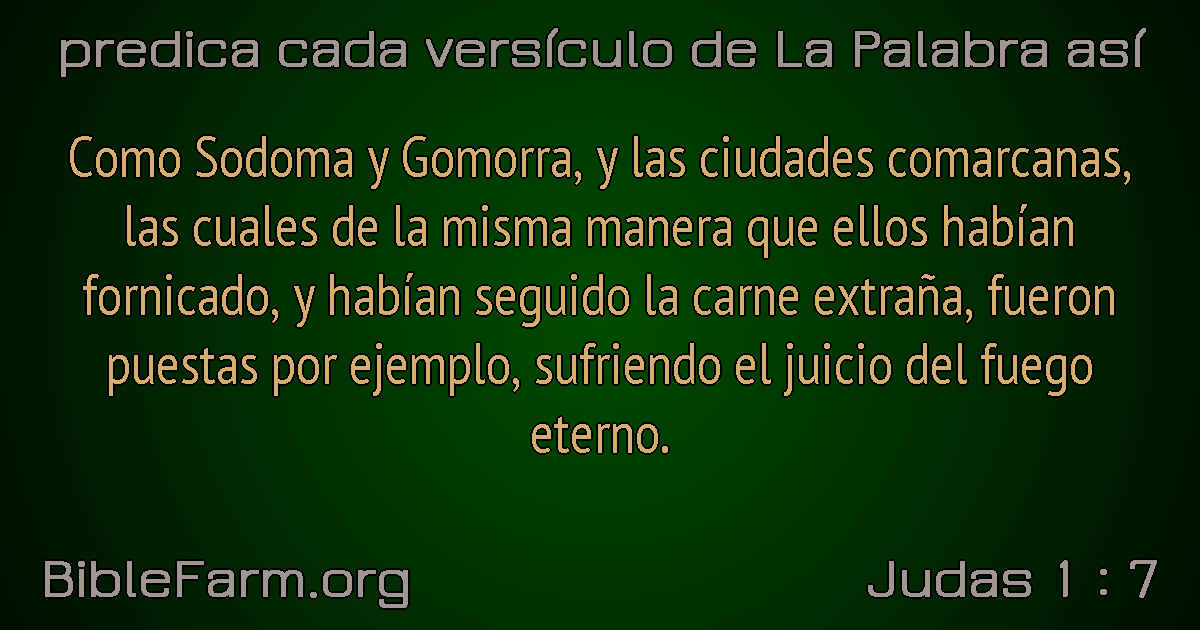 predica cada versículo de La Palabra así
Como Sodoma y Gomorra, y las ciudades comarcanas,
las cuales de la misma manera que ellos habían
fornicado, y habían seguido la carne extraña, fueron
puestas por ejemplo, sufriendo el juicio del fuego
eterno.
BibleFarm.org
Judas 1 : 7